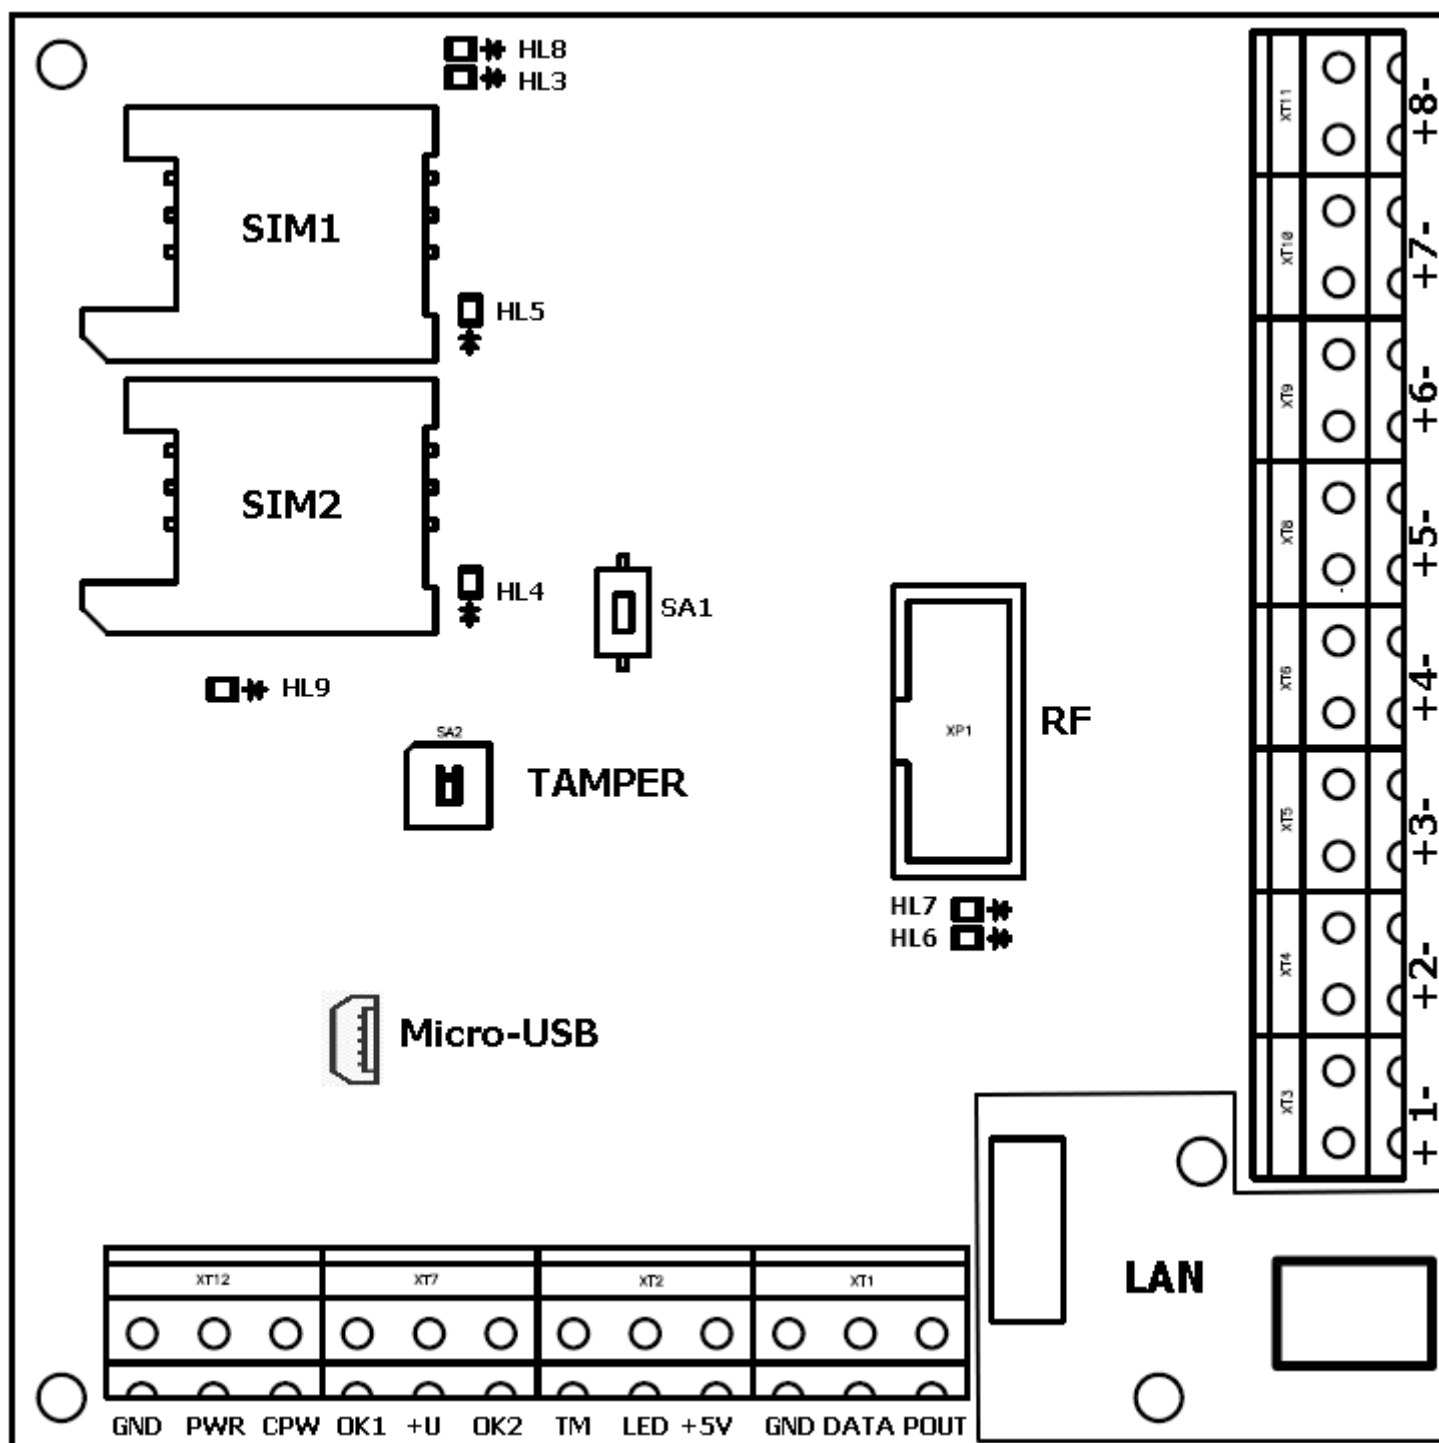 HL8
HL3
SIM1
HL5
SIM2
HL4
SA1
HL9
SA2
TAMPER
XP1
RF
HL7
HL6
Micro-USB
XT11
+8-
XT10
+7-
XT9
+6-
XT8
+5-
XT6
+4-
XT5
+3-
XT4
+2-
XT3
+ 1-
LAN
XT12 XT7 XT2 XT1
GND PWR CPW OK1 +U OK2 TM LED +5V GND DATA POUT